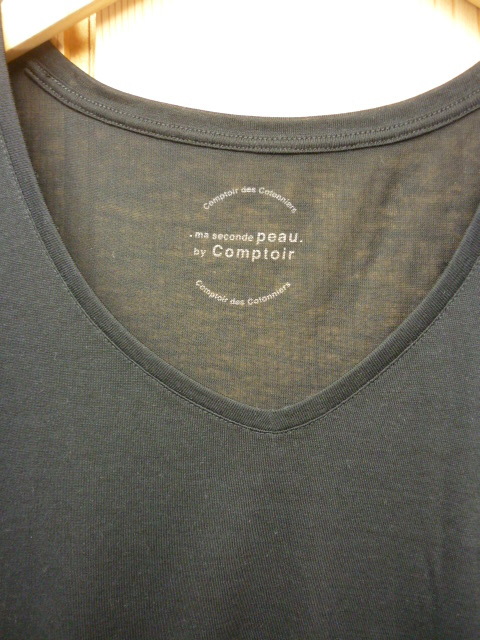 Comptoir des Cotonniers
. ma seconde peau.
by Comptoir
Comptoir des Cotonniers